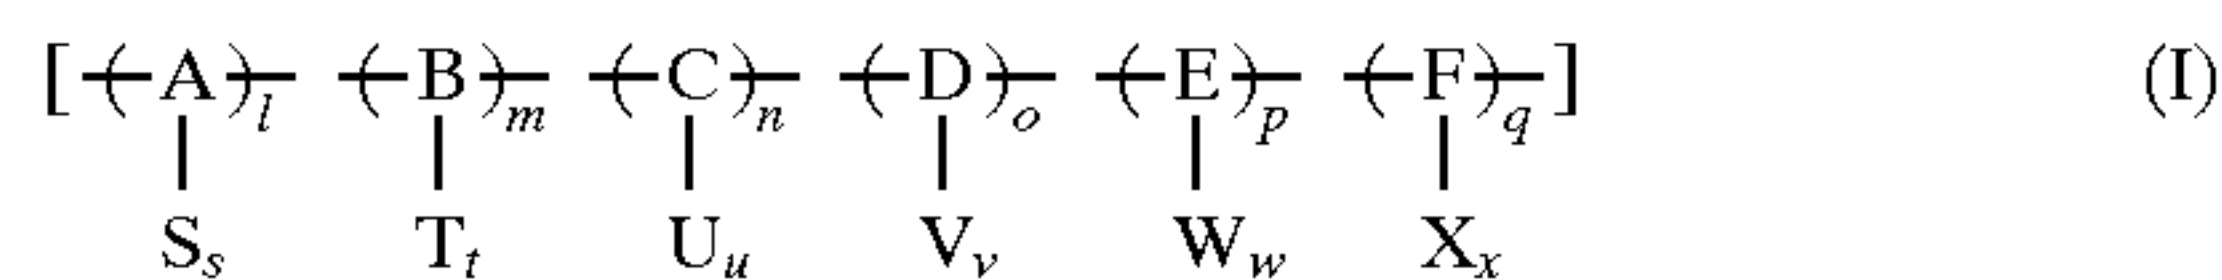 [ (A)l (B)m (C)n (D)o (E)p (F)q ] (I)
Ss Tt Uu Vv Ww Xx